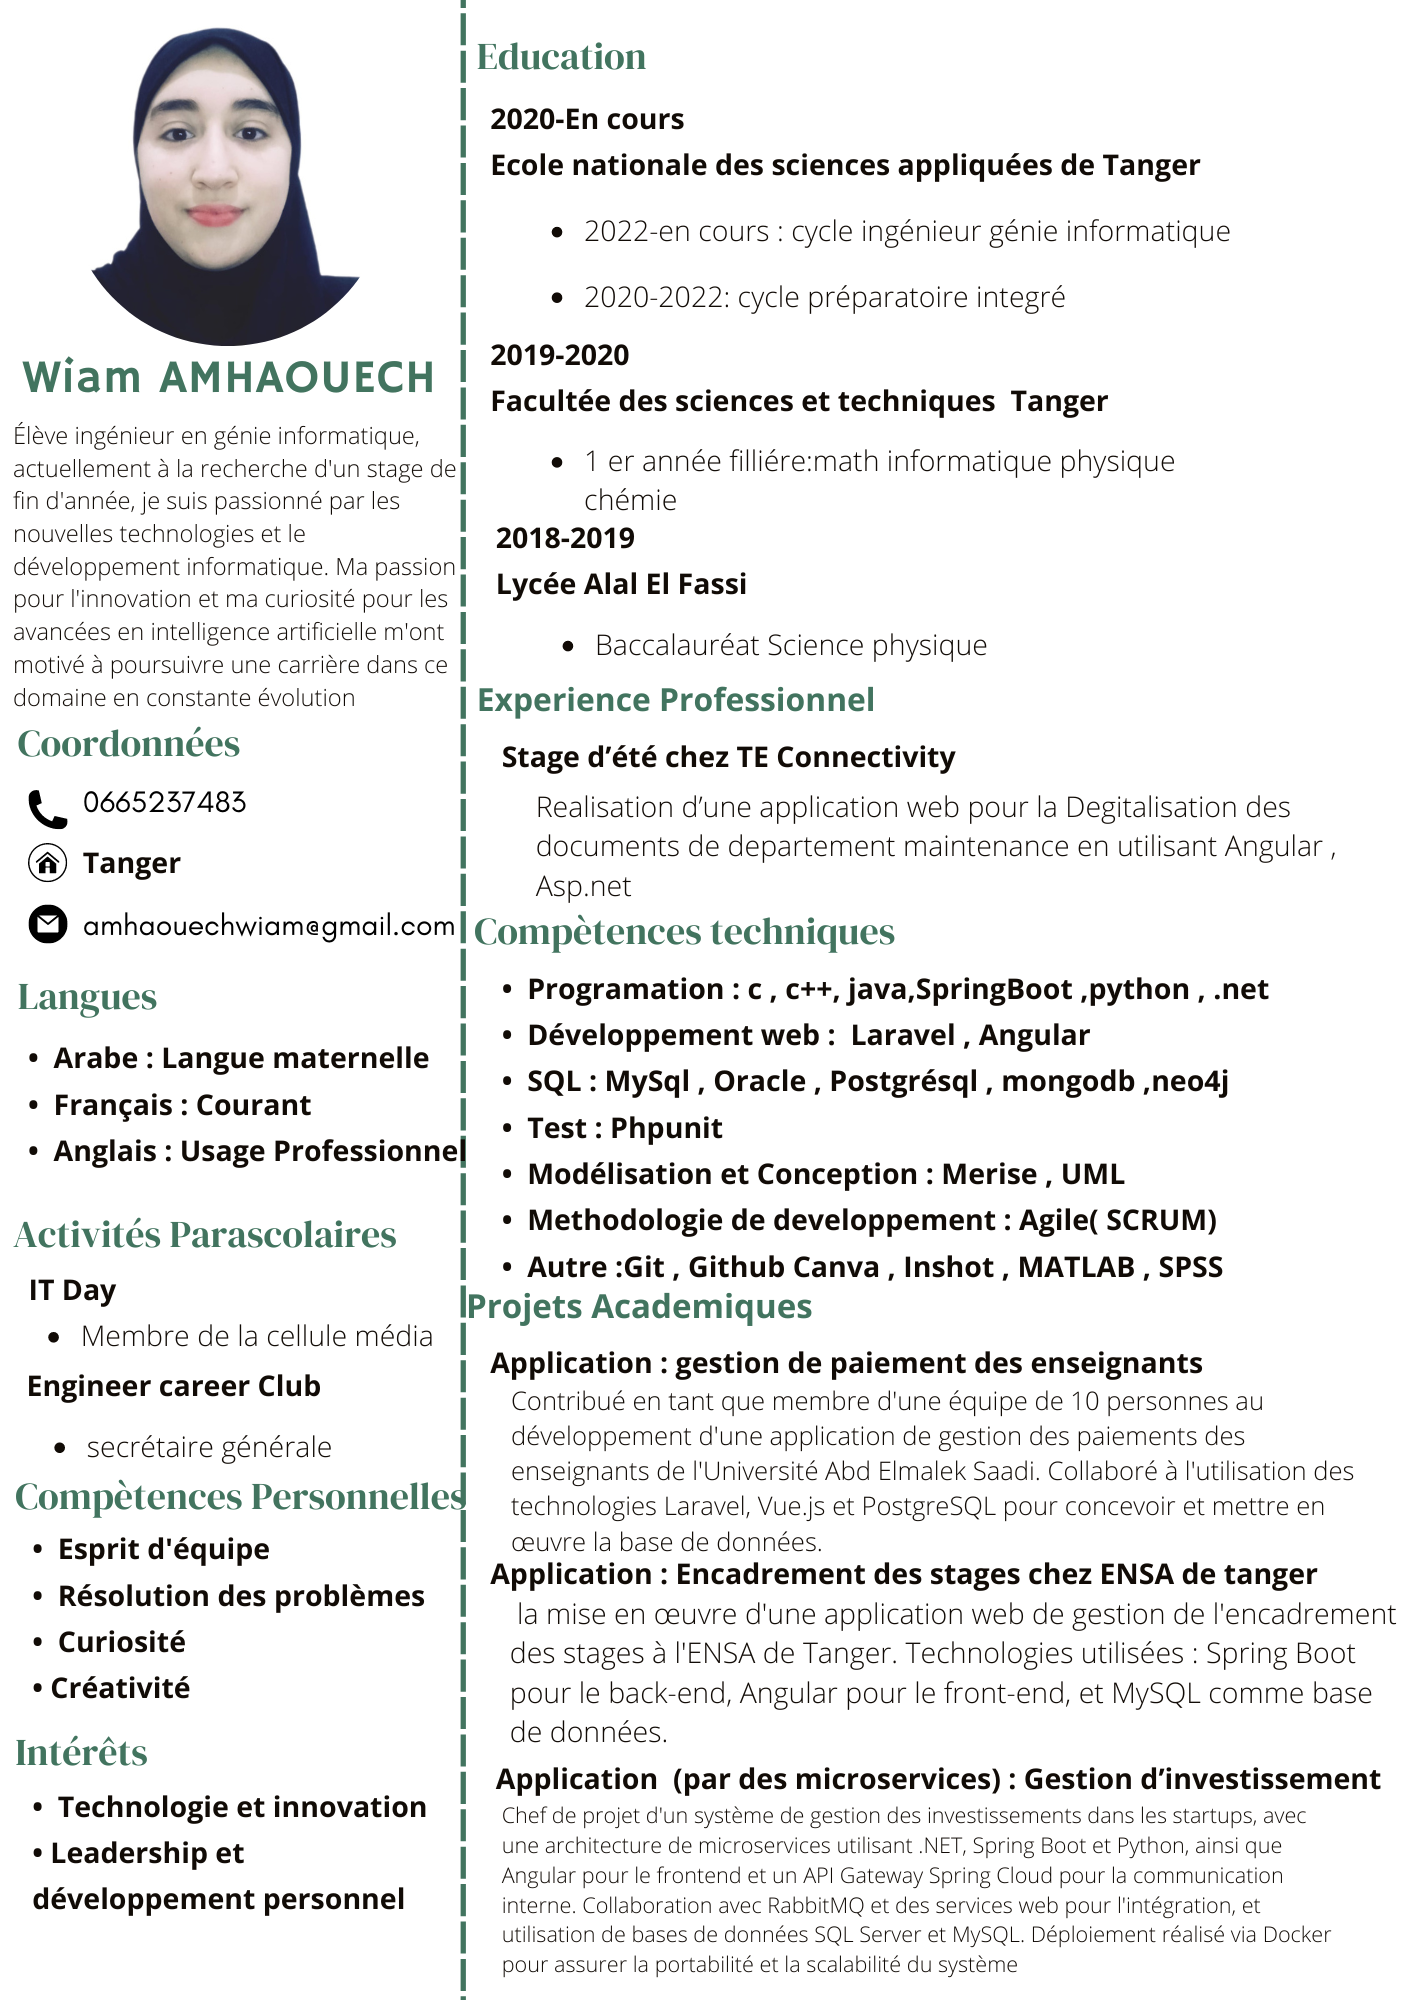 Wiam AMHAOUECH
Élève ingénieur en génie informatique,
actuellement à la recherche d'un stage de
fin d'année, je suis passionné par les
nouvelles technologies et le
développement informatique. Ma passion
pour l'innovation et ma curiosité pour les
avancées en intelligence artificielle m'ont
motivé à poursuivre une carrière dans ce
domaine en constante évolution
Coordonnées
0665237483
Tanger
amhaouechwiam@gmail.com
Langues
• Arabe : Langue maternelle
• Français : Courant
• Anglais : Usage Professionnel
Activités Parascolaires
IT Day
• Membre de la cellule média
Engineer career Club
• secrétaire générale
Compètences Personnelles
• Esprit d'équipe
• Résolution des problèmes
• Curiosité
• Créativité
Intérêts
• Technologie et innovation
• Leadership et
développement personnel
Education
2020-En cours
Ecole nationale des sciences appliquées de Tanger
• 2022-en cours : cycle ingénieur génie informatique
• 2020-2022: cycle préparatoire integré
2019-2020
Facultée des sciences et techniques  Tanger
• 1 er année filliére:math informatique physique
chémie
2018-2019
Lycée Alal El Fassi
• Baccalauréat Science physique
Experience Professionnel
Stage d’été chez TE Connectivity
Realisation d’une application web pour la Degitalisation des
documents de departement maintenance en utilisant Angular ,
Asp.net
Compètences techniques
• Programation : c , c++, java,SpringBoot ,python , .net
• Développement web :  Laravel , Angular
• SQL : MySql , Oracle , Postgrésql , mongodb ,neo4j
• Test : Phpunit
• Modélisation et Conception : Merise , UML
• Methodologie de developpement : Agile( SCRUM)
• Autre :Git , Github Canva , Inshot , MATLAB , SPSS
Projets Academiques
Application : gestion de paiement des enseignants
Contribué en tant que membre d'une équipe de 10 personnes au
développement d'une application de gestion des paiements des
enseignants de l'Université Abd Elmalek Saadi. Collaboré à l'utilisation des
technologies Laravel, Vue.js et PostgreSQL pour concevoir et mettre en
œuvre la base de données.
Application : Encadrement des stages chez ENSA de tanger
la mise en œuvre d'une application web de gestion de l'encadrement
des stages à l'ENSA de Tanger. Technologies utilisées : Spring Boot
pour le back-end, Angular pour le front-end, et MySQL comme base
de données.
Application  (par des microservices) : Gestion d’investissement
Chef de projet d'un système de gestion des investissements dans les startups, avec
une architecture de microservices utilisant .NET, Spring Boot et Python, ainsi que
Angular pour le frontend et un API Gateway Spring Cloud pour la communication
interne. Collaboration avec RabbitMQ et des services web pour l'intégration, et
utilisation de bases de données SQL Server et MySQL. Déploiement réalisé via Docker
pour assurer la portabilité et la scalabilité du système